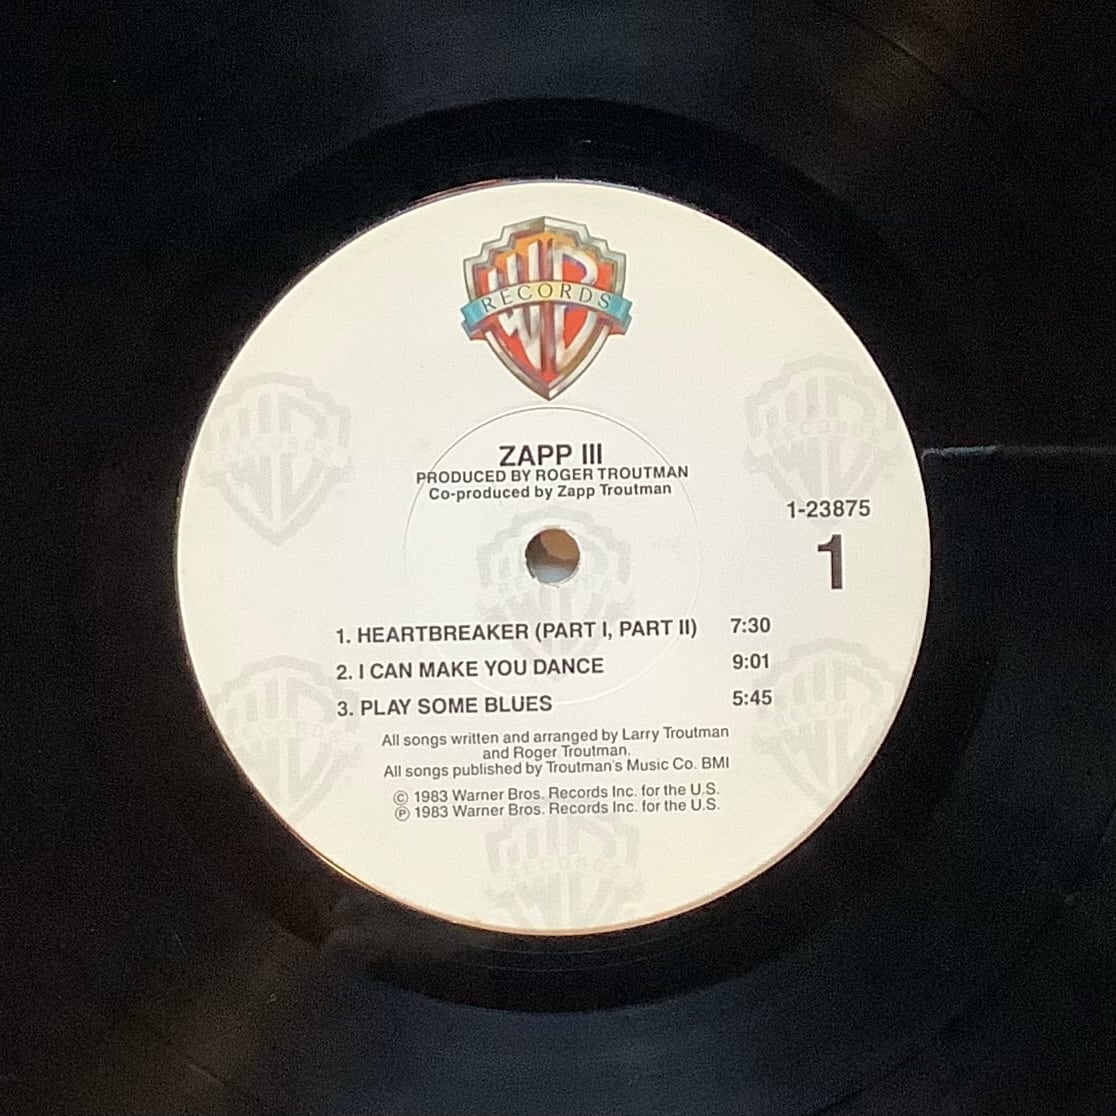 WB
RECORDS
ZAPP III
PRODUCED BY ROGER TROUTMAN
Co-produced by Zapp Troutman
1-23875
1
1. HEARTBREAKER (PART I, PART II) 7:30
2. I CAN MAKE YOU DANCE 9:01
3. PLAY SOME BLUES 5:45
All songs written and arranged by Larry Troutman
and Roger Troutman.
All songs published by Troutman's Music Co. BMI
© 1983 Warner Bros. Records Inc. for the U.S.
℗ 1983 Warner Bros. Records Inc. for the U.S.